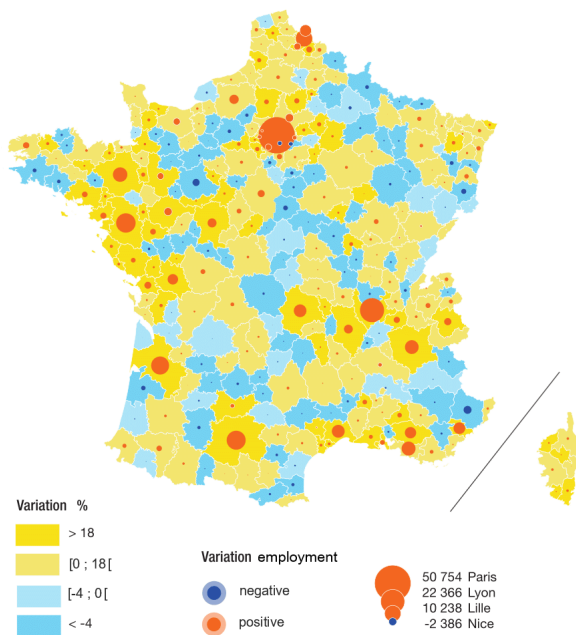 Variation %
> 18
[0 ; 18 [
[-4 ; 0 [
< -4
Variation employment
negative
positive
50 754 Paris
22 366 Lyon
10 238 Lille
-2 386 Nice